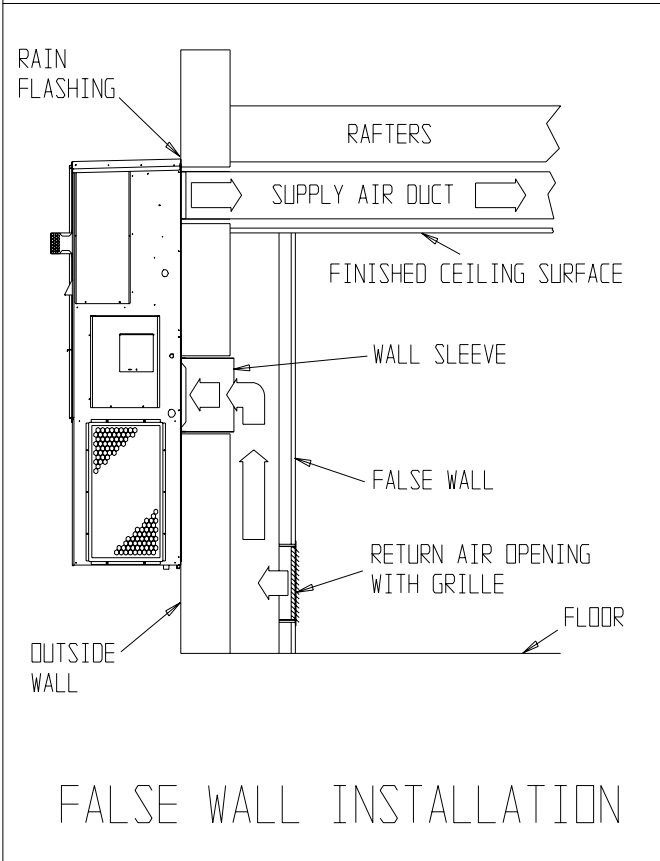 RAIN
FLASHING
RAFTERS
SUPPLY AIR DUCT
FINISHED CEILING SURFACE
WALL SLEEVE
FALSE WALL
RETURN AIR OPENING
WITH GRILLE
FLOOR
OUTSIDE
WALL
FALSE WALL INSTALLATION